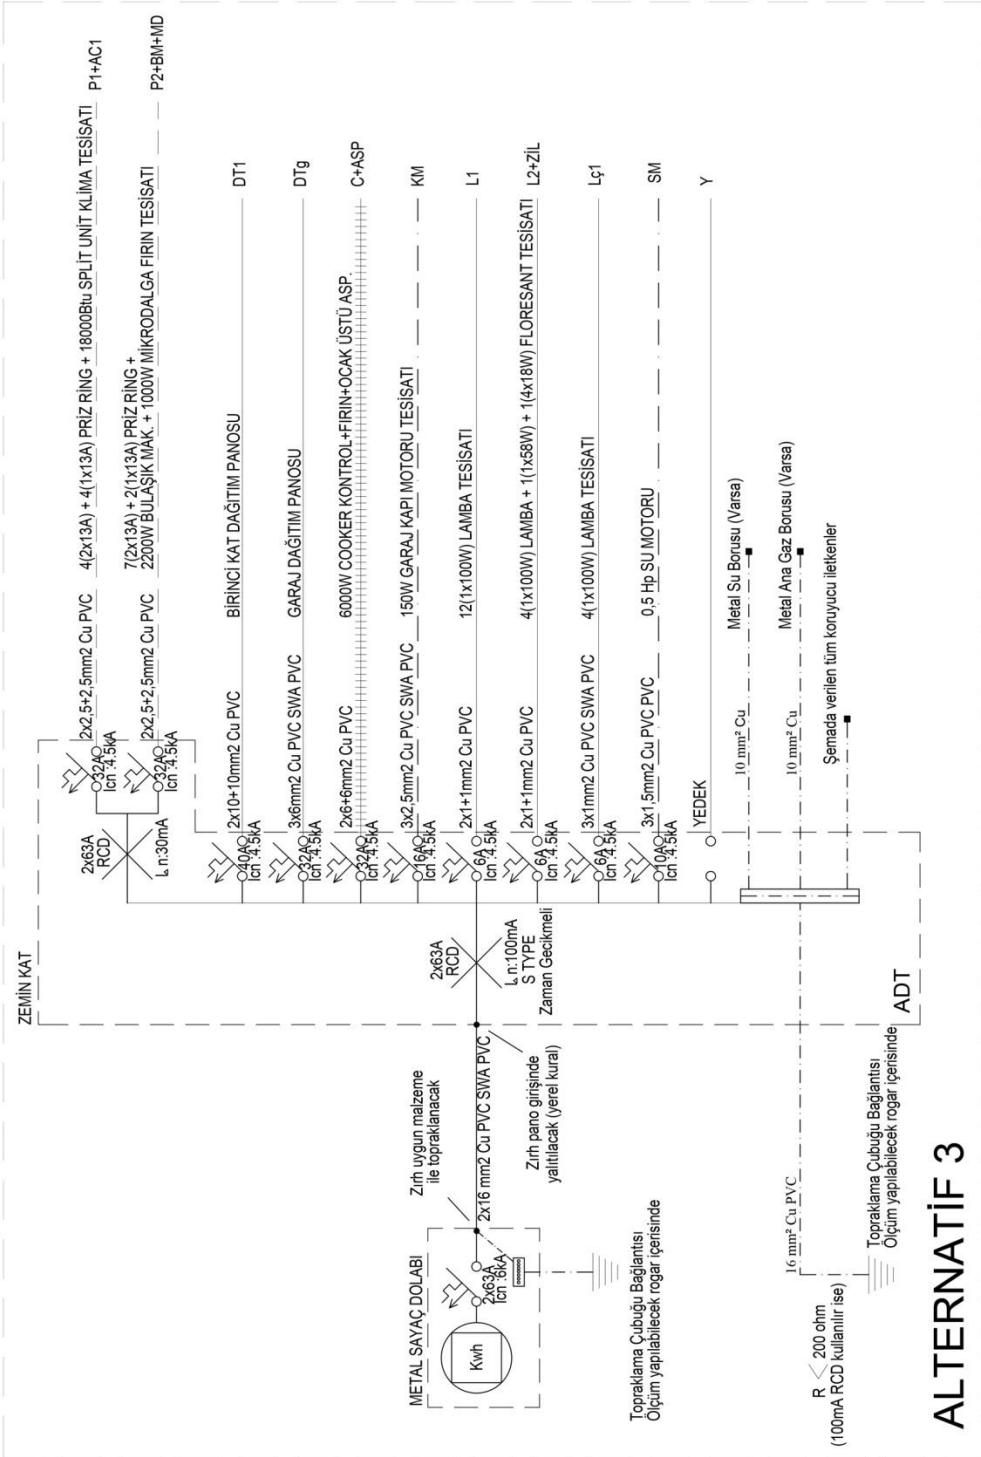 ALTERNATİF 3
METAL SAYAÇ DOLABI
Kwh
2x63A
Icn :6kA
Topraklama Çubuğu Bağlantısı
Ölçüm yapılabilecek rogar içerisinde
Zırh uygun malzeme
ile topraklanacak
2x16 mm2 Cu PVC SWA PVC
Zırh pano girişinde
yalıtılacak (yerel kural)
R < 200 ohm
(100mA RCD kullanılır ise)
16 mm² Cu PVC
Topraklama Çubuğu Bağlantısı
Ölçüm yapılabilecek rogar içerisinde
ZEMİN KAT
ADT
2x63A
RCD
I n:100mA
S TYPE
Zaman Gecikmeli
2x63A
RCD
I n:30mA
32A
Icn :4.5kA
2x2,5+2,5mm2 Cu PVC
4(2x13A) + 4(1x13A) PRİZ RİNG + 18000Btu SPLİT UNİT KLİMA TESİSATI
P1+AC1
32A
Icn :4.5kA
2x2,5+2,5mm2 Cu PVC
7(2x13A) + 2(1x13A) PRİZ RİNG +
2200W BULAŞIK MAK. + 1000W MİKRODALGA FIRIN TESİSATI
P2+BM+MD
40A
Icn :4.5kA
2x10+10mm2 Cu PVC
BİRİNCİ KAT DAĞITIM PANOSU
DT1
32A
Icn :4.5kA
3x6mm2 Cu PVC SWA PVC
GARAJ DAĞITIM PANOSU
DTg
32A
Icn :4.5kA
2x6+6mm2 Cu PVC
6000W COOKER KONTROL+FIRIN+OCAK ÜSTÜ ASP.
C+ASP
16A
Icn :4.5kA
3x2,5mm2 Cu PVC SWA PVC
150W GARAJ KAPI MOTORU TESİSATI
KM
6A
Icn :4.5kA
2x1+1mm2 Cu PVC
12(1x100W) LAMBA TESİSATI
L1
6A
Icn :4.5kA
2x1+1mm2 Cu PVC
4(1x100W) LAMBA + 1(1x58W) + 1(4x18W) FLORESANT TESİSATI
L2+ZİL
6A
Icn :4.5kA
3x1mm2 Cu PVC SWA PVC
4(1x100W) LAMBA TESİSATI
Lç1
10A
Icn :4.5kA
3x1,5mm2 Cu PVC PVC
0,5 Hp SU MOTORU
SM
YEDEK
Y
10 mm² Cu
Metal Su Borusu (Varsa)
10 mm² Cu
Metal Ana Gaz Borusu (Varsa)
Şemada verilen tüm koruyucu iletkenler